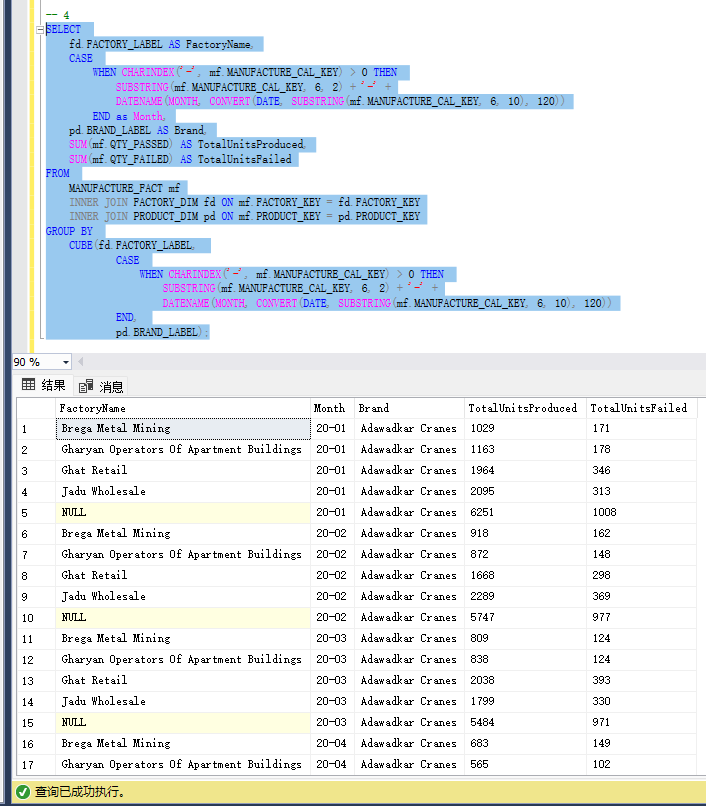 -- 4
SELECT
fd.FACTORY_LABEL AS FactoryName,
CASE
WHEN CHARINDEX('-', mf.MANUFACTURE_CAL_KEY) > 0 THEN
SUBSTRING(mf.MANUFACTURE_CAL_KEY, 6, 2) + '-' +
DATENAME(MONTH, CONVERT(DATE, SUBSTRING(mf.MANUFACTURE_CAL_KEY, 6, 10), 120))
END as Month,
pd.BRAND_LABEL AS Brand,
SUM(mf.QTY_PASSED) AS TotalUnitsProduced,
SUM(mf.QTY_FAILED) AS TotalUnitsFailed
FROM
MANUFACTURE_FACT mf
INNER JOIN FACTORY_DIM fd ON mf.FACTORY_KEY = fd.FACTORY_KEY
INNER JOIN PRODUCT_DIM pd ON mf.PRODUCT_KEY = pd.PRODUCT_KEY
GROUP BY
CUBE(fd.FACTORY_LABEL,
CASE
WHEN CHARINDEX('-', mf.MANUFACTURE_CAL_KEY) > 0 THEN
SUBSTRING(mf.MANUFACTURE_CAL_KEY, 6, 2) + '-' +
DATENAME(MONTH, CONVERT(DATE, SUBSTRING(mf.MANUFACTURE_CAL_KEY, 6, 10), 120))
END,
pd.BRAND_LABEL);
90 %
结果 消息
FactoryName Month Brand TotalUnitsProduced TotalUnitsFailed
1 Brega Metal Mining 20-01 Adawadkar Cranes 1029 171
2 Gharyan Operators Of Apartment Buildings 20-01 Adawadkar Cranes 1163 178
3 Ghat Retail 20-01 Adawadkar Cranes 1964 346
4 Jadu Wholesale 20-01 Adawadkar Cranes 2095 313
5 NULL 20-01 Adawadkar Cranes 6251 1008
6 Brega Metal Mining 20-02 Adawadkar Cranes 918 162
7 Gharyan Operators Of Apartment Buildings 20-02 Adawadkar Cranes 872 148
8 Ghat Retail 20-02 Adawadkar Cranes 1668 298
9 Jadu Wholesale 20-02 Adawadkar Cranes 2289 369
10 NULL 20-02 Adawadkar Cranes 5747 977
11 Brega Metal Mining 20-03 Adawadkar Cranes 809 124
12 Gharyan Operators Of Apartment Buildings 20-03 Adawadkar Cranes 838 124
13 Ghat Retail 20-03 Adawadkar Cranes 2038 393
14 Jadu Wholesale 20-03 Adawadkar Cranes 1799 330
15 NULL 20-03 Adawadkar Cranes 5484 971
16 Brega Metal Mining 20-04 Adawadkar Cranes 683 149
17 Gharyan Operators Of Apartment Buildings 20-04 Adawadkar Cranes 565 102
查询已成功执行。